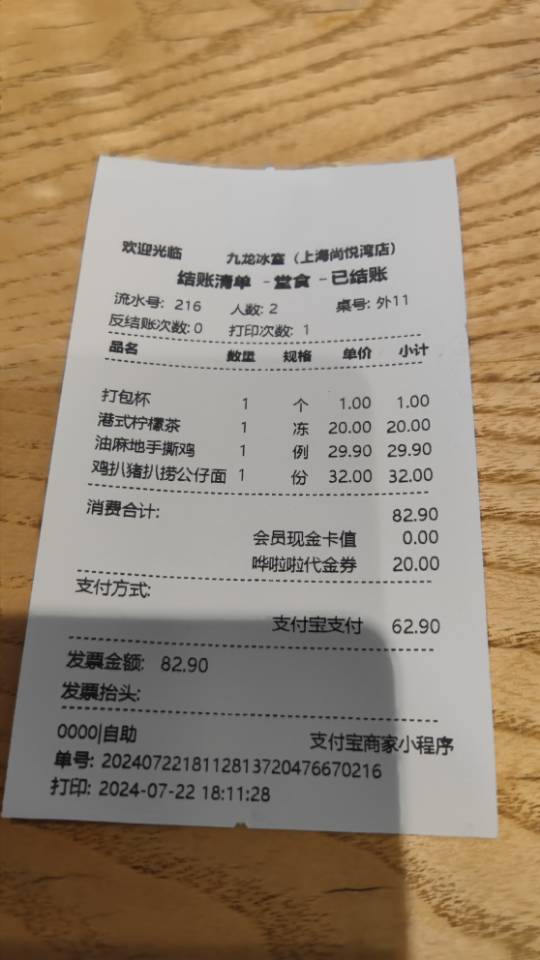 欢迎光临 九龙冰室（上海尚悦湾店）
结账清单 - 堂食 - 已结账
流水号: 216 人数: 2 桌号: 外11
反结账次数: 0 打印次数: 1
品名 数量 规格 单价 小计
打包杯 1 个 1.00 1.00
港式柠檬茶 1 冻 20.00 20.00
油麻地手撕鸡 1 例 29.90 29.90
鸡扒猪扒捞公仔面 1 份 32.00 32.00
消费合计: 82.90
会员现金卡值 0.00
哗啦啦代金券 20.00
支付方式:
支付宝支付 62.90
发票金额: 82.90
发票抬头:
0000|自助 支付宝商家小程序
单号: 2024072218112813720476670216
打印: 2024-07-22 18:11:28